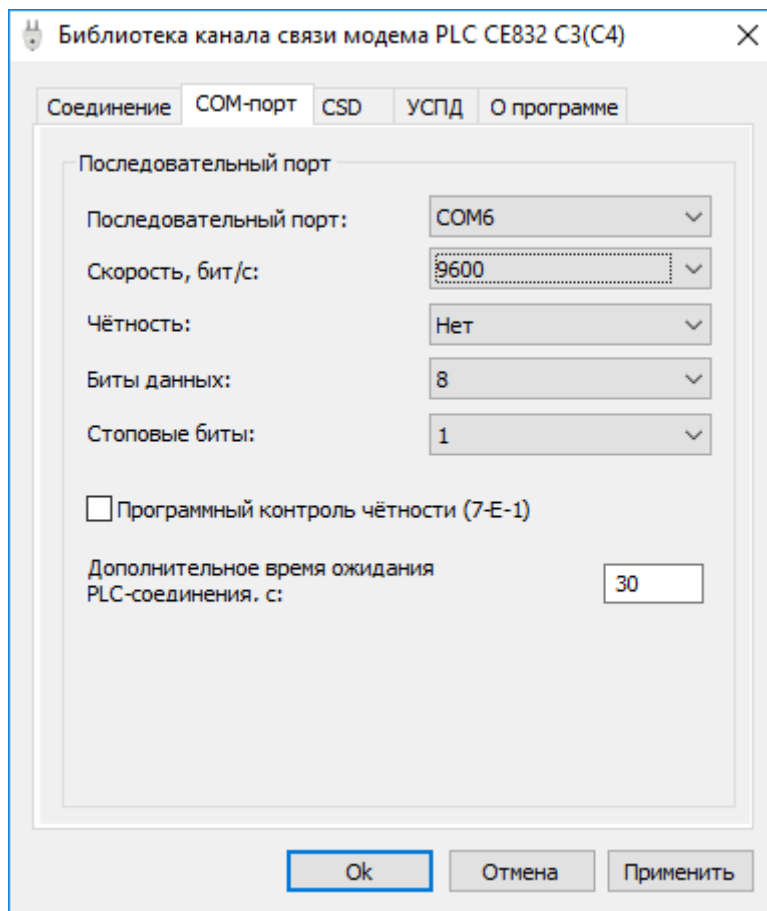 Библиотека канала связи модема PLC CE832 C3(C4)
Соединение COM-порт CSD УСПД О программе
Последовательный порт
Последовательный порт: COM6
Скорость, бит/с: 9600
Чётность: Нет
Биты данных: 8
Стоповые биты: 1
Программный контроль чётности (7-E-1)
Дополнительное время ожидания
PLC-соединения, с: 30
Ok Отмена Применить